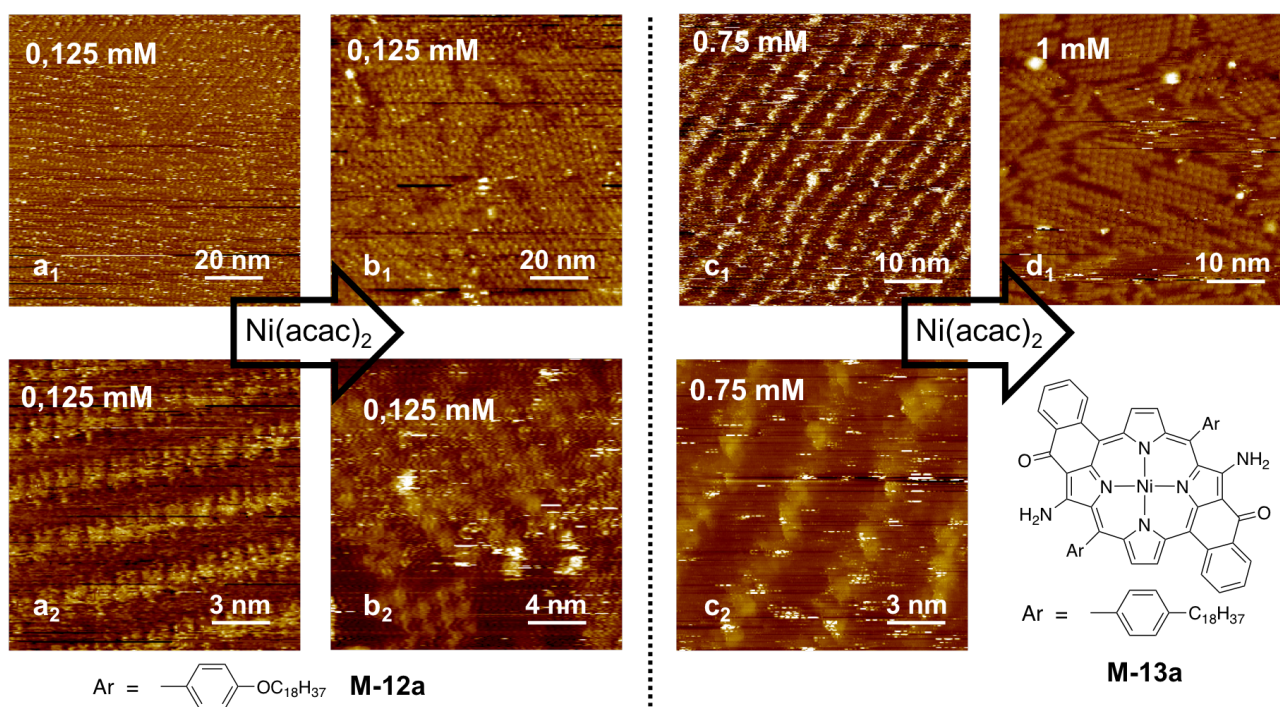 0,125 mM
a1
20 nm
0,125 mM
b1
20 nm
0.75 mM
c1
10 nm
1 mM
d1
10 nm
Ni(acac)2
Ni(acac)2
0,125 mM
a2
3 nm
0,125 mM
b2
4 nm
0.75 mM
c2
3 nm
Ar
O
N
NH2
N Ni N
H2N
N
O
Ar
Ar = C18H37
M-13a
Ar = OC18H37 M-12a